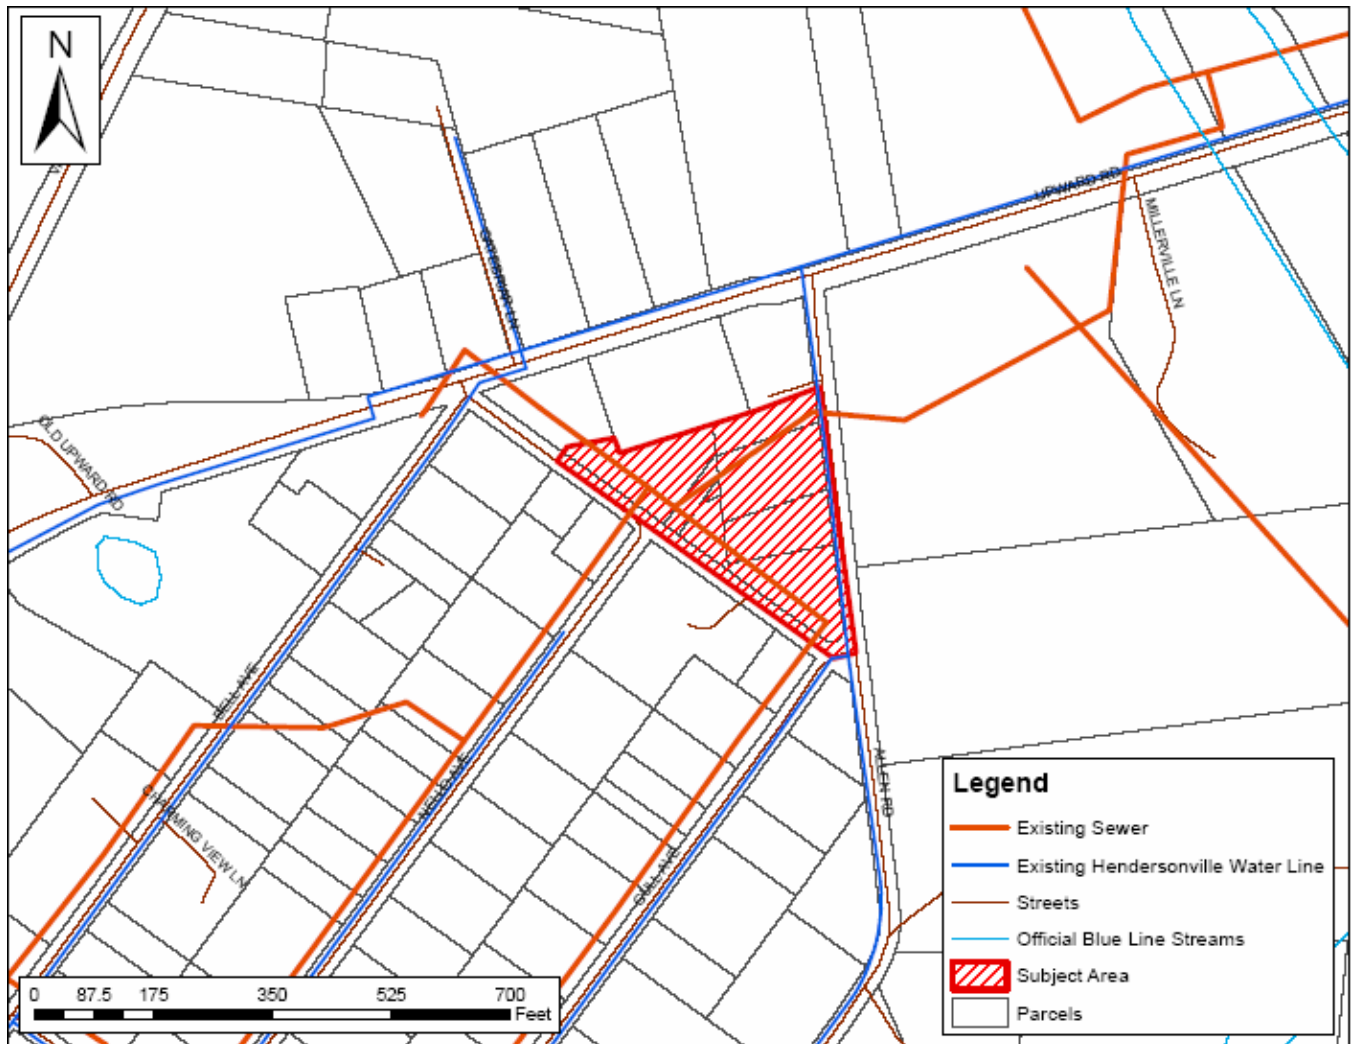 N
UPWARD RD
MILLERVILLE LN
OLD UPWARD RD
BELL AVE
NELL AVE
CHARMING VIEW LN
GULL AVE
ALLEN RD
Legend
Existing Sewer
Existing Hendersonville Water Line
Streets
Official Blue Line Streams
Subject Area
Parcels
0 87.5 175 350 525 700
Feet